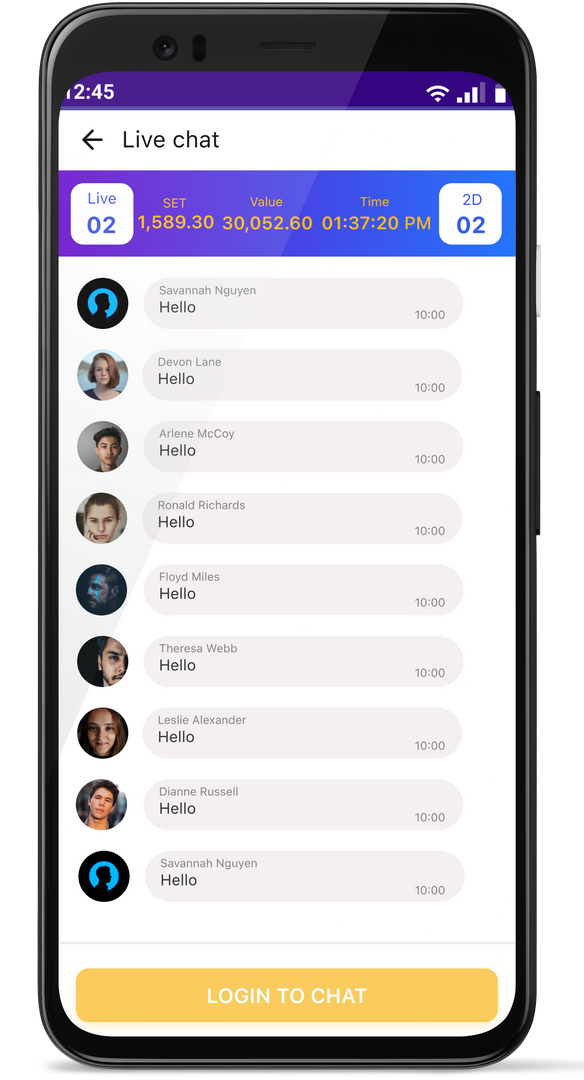 12:45
Live chat
Live
02
SET
1,589.30
Value
30,052.60
Time
01:37:20 PM
2D
02
Savannah Nguyen
Hello
10:00
Devon Lane
Hello
10:00
Arlene McCoy
Hello
10:00
Ronald Richards
Hello
10:00
Floyd Miles
Hello
10:00
Theresa Webb
Hello
10:00
Leslie Alexander
Hello
10:00
Dianne Russell
Hello
10:00
Savannah Nguyen
Hello
10:00
LOGIN TO CHAT